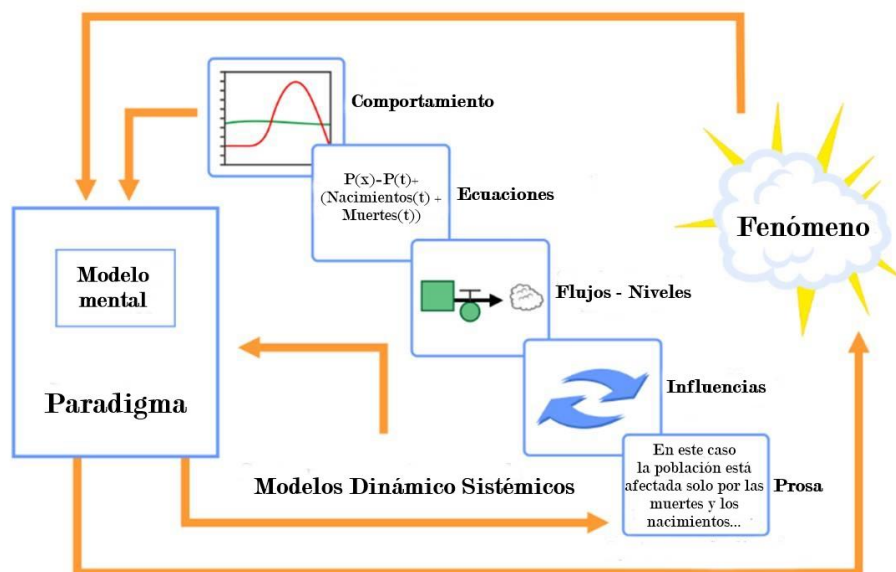 Comportamiento
P(x)-P(t)+
(Nacimientos(t) +
Muertes(t))
Ecuaciones
Fenómeno
Modelo
mental
Flujos - Niveles
Paradigma
Influencias
En este caso
la población está
afectada solo por las
muertes y los
nacimientos...
Prosa
Modelos Dinámico Sistémicos